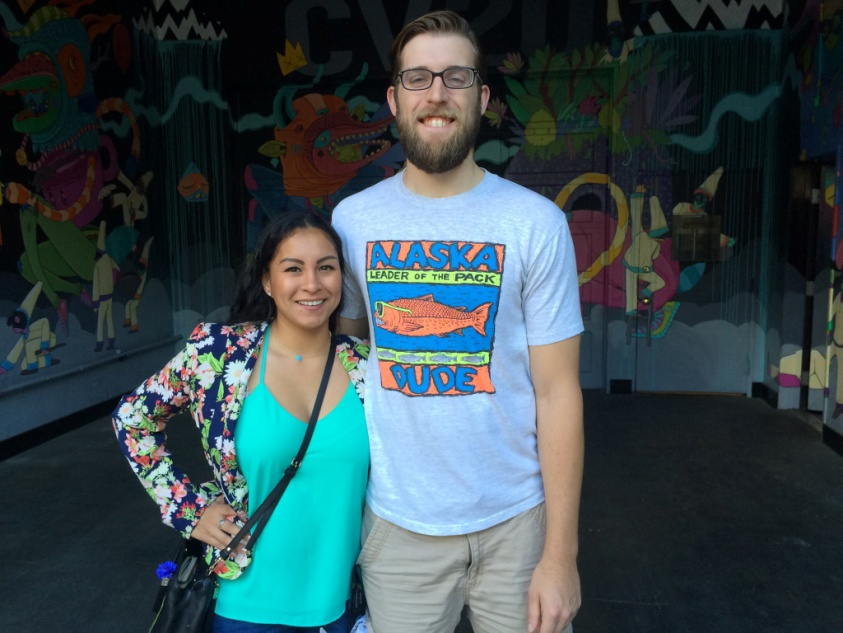 ALASKA
LEADER OF THE PACK
DUDE